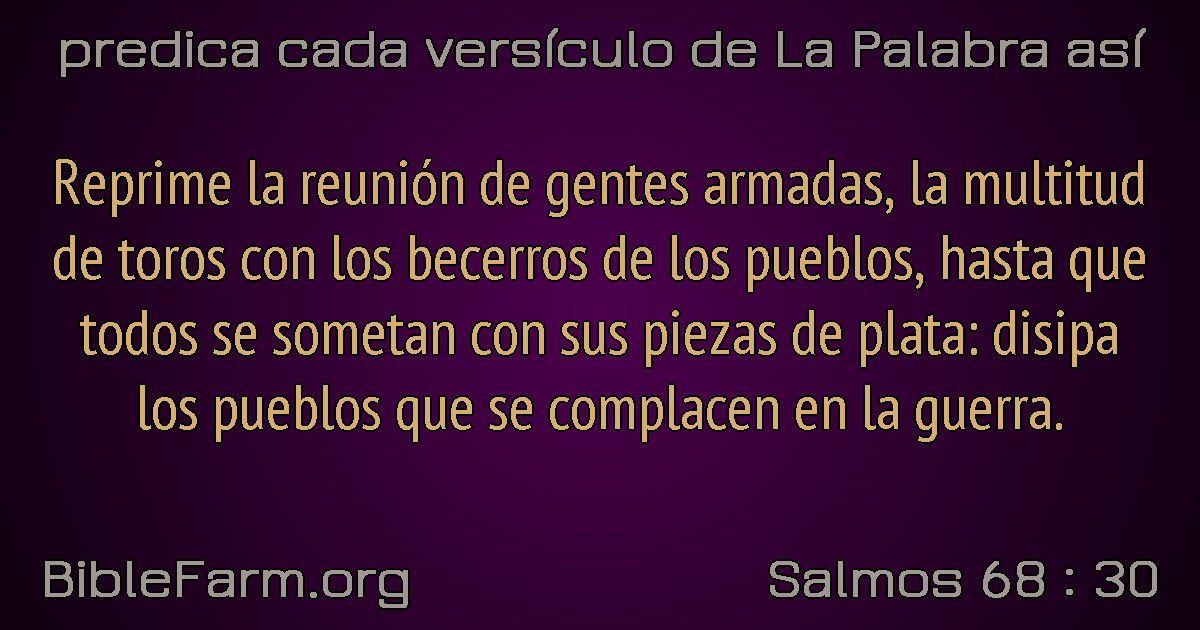 predica cada versículo de La Palabra así
Reprime la reunión de gentes armadas, la multitud
de toros con los becerros de los pueblos, hasta que
todos se sometan con sus piezas de plata: disipa
los pueblos que se complacen en la guerra.
BibleFarm.org
Salmos 68 : 30